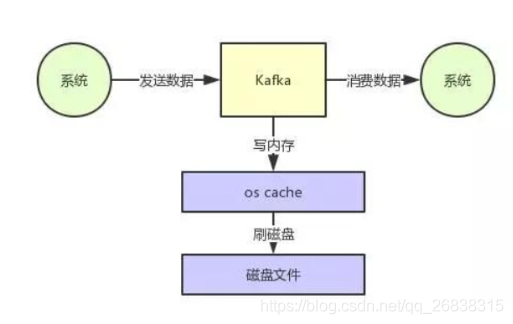 系统
发送数据
Kafka
消费数据
系统
写内存
os cache
刷磁盘
磁盘文件
https://blog.csdn.net/qq_26838315